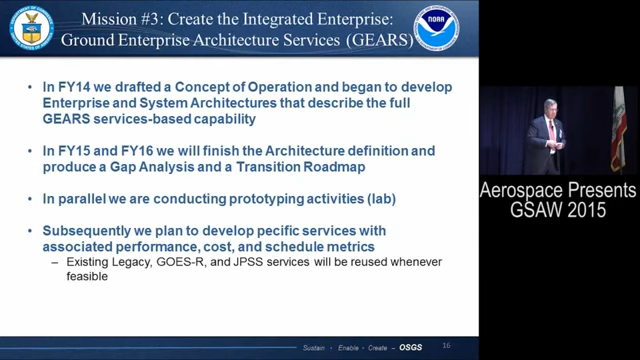 Mission #3: Create the Integrated Enterprise:
Ground Enterprise Architecture Services (GEARS)
NOAA
• In FY14 we drafted a Concept of Operation and began to develop
Enterprise and System Architectures that describe the full
GEARS services-based capability
• In FY15 and FY16 we will finish the Architecture definition and
produce a Gap Analysis and a Transition Roadmap
• In parallel we are conducting prototyping activities (lab)
• Subsequently we plan to develop pecific services with
associated performance, cost, and schedule metrics
– Existing Legacy, GOES-R, and JPSS services will be reused whenever
feasible
Sustain - Enable - Create – OSGS
16
Aerospace Presents
GSAW 2015